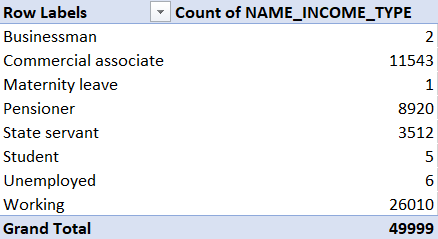 Row Labels Count of NAME_INCOME_TYPE
Businessman 2
Commercial associate 11543
Maternity leave 1
Pensioner 8920
State servant 3512
Student 5
Unemployed 6
Working 26010
Grand Total 49999